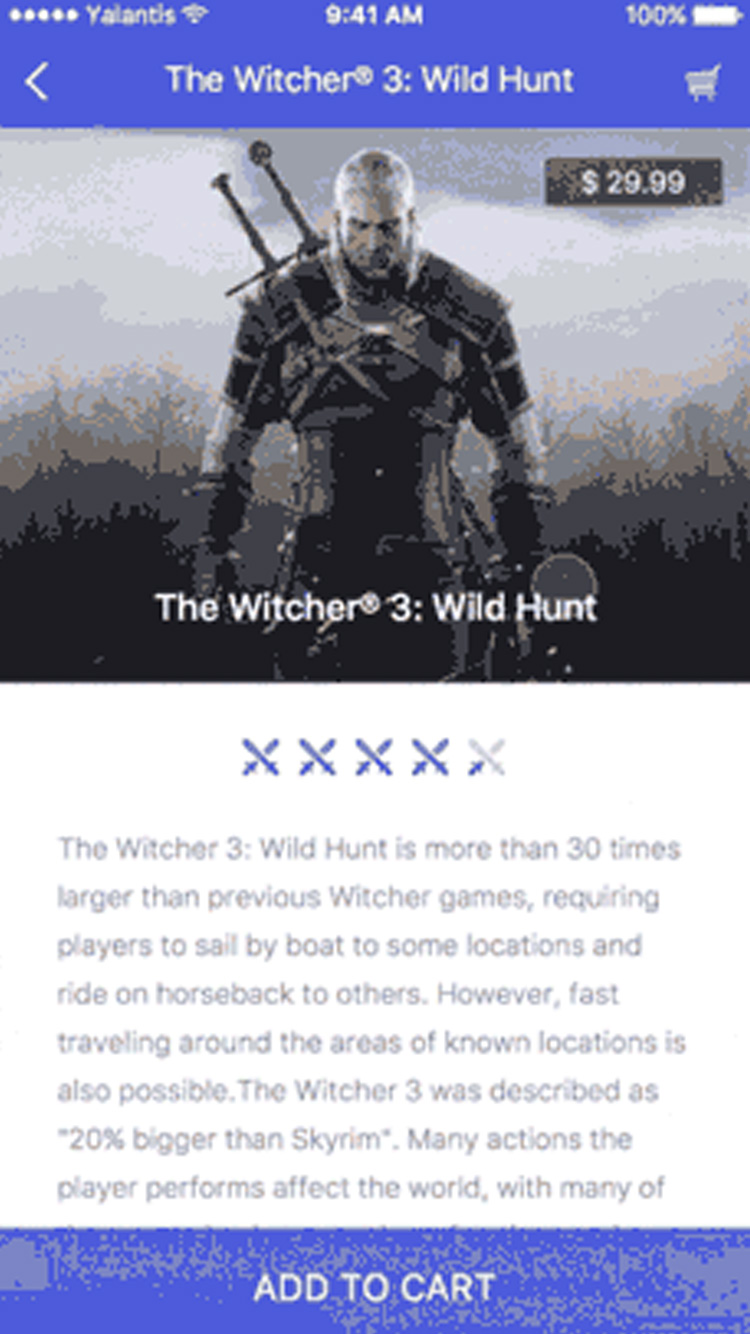 Yalantis 9:41 AM 100%
The Witcher® 3: Wild Hunt
$ 29.99
The Witcher® 3: Wild Hunt
The Witcher 3: Wild Hunt is more than 30 times
larger than previous Witcher games, requiring
players to sail by boat to some locations and
ride on horseback to others. However, fast
traveling around the areas of known locations is
also possible.The Witcher 3 was described as
"20% bigger than Skyrim". Many actions the
player performs affect the world, with many of
ADD TO CART